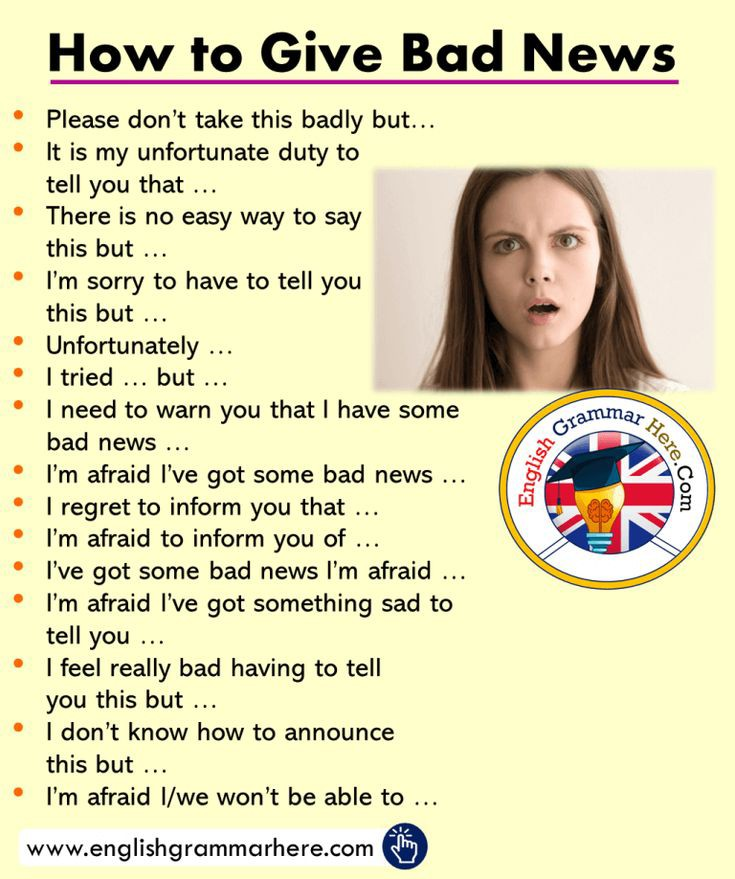 How to Give Bad News
• Please don’t take this badly but…
• It is my unfortunate duty to
tell you that …
• There is no easy way to say
this but …
• I’m sorry to have to tell you
this but …
• Unfortunately …
• I tried … but …
• I need to warn you that I have some
bad news …
• I’m afraid I’ve got some bad news …
• I regret to inform you that …
• I’m afraid to inform you of …
• I’ve got some bad news I’m afraid …
• I’m afraid I’ve got something sad to
tell you …
• I feel really bad having to tell
you this but …
• I don’t know how to announce
this but …
• I’m afraid I/we won’t be able to …
English Grammar Here.Com
www.englishgrammarhere.com